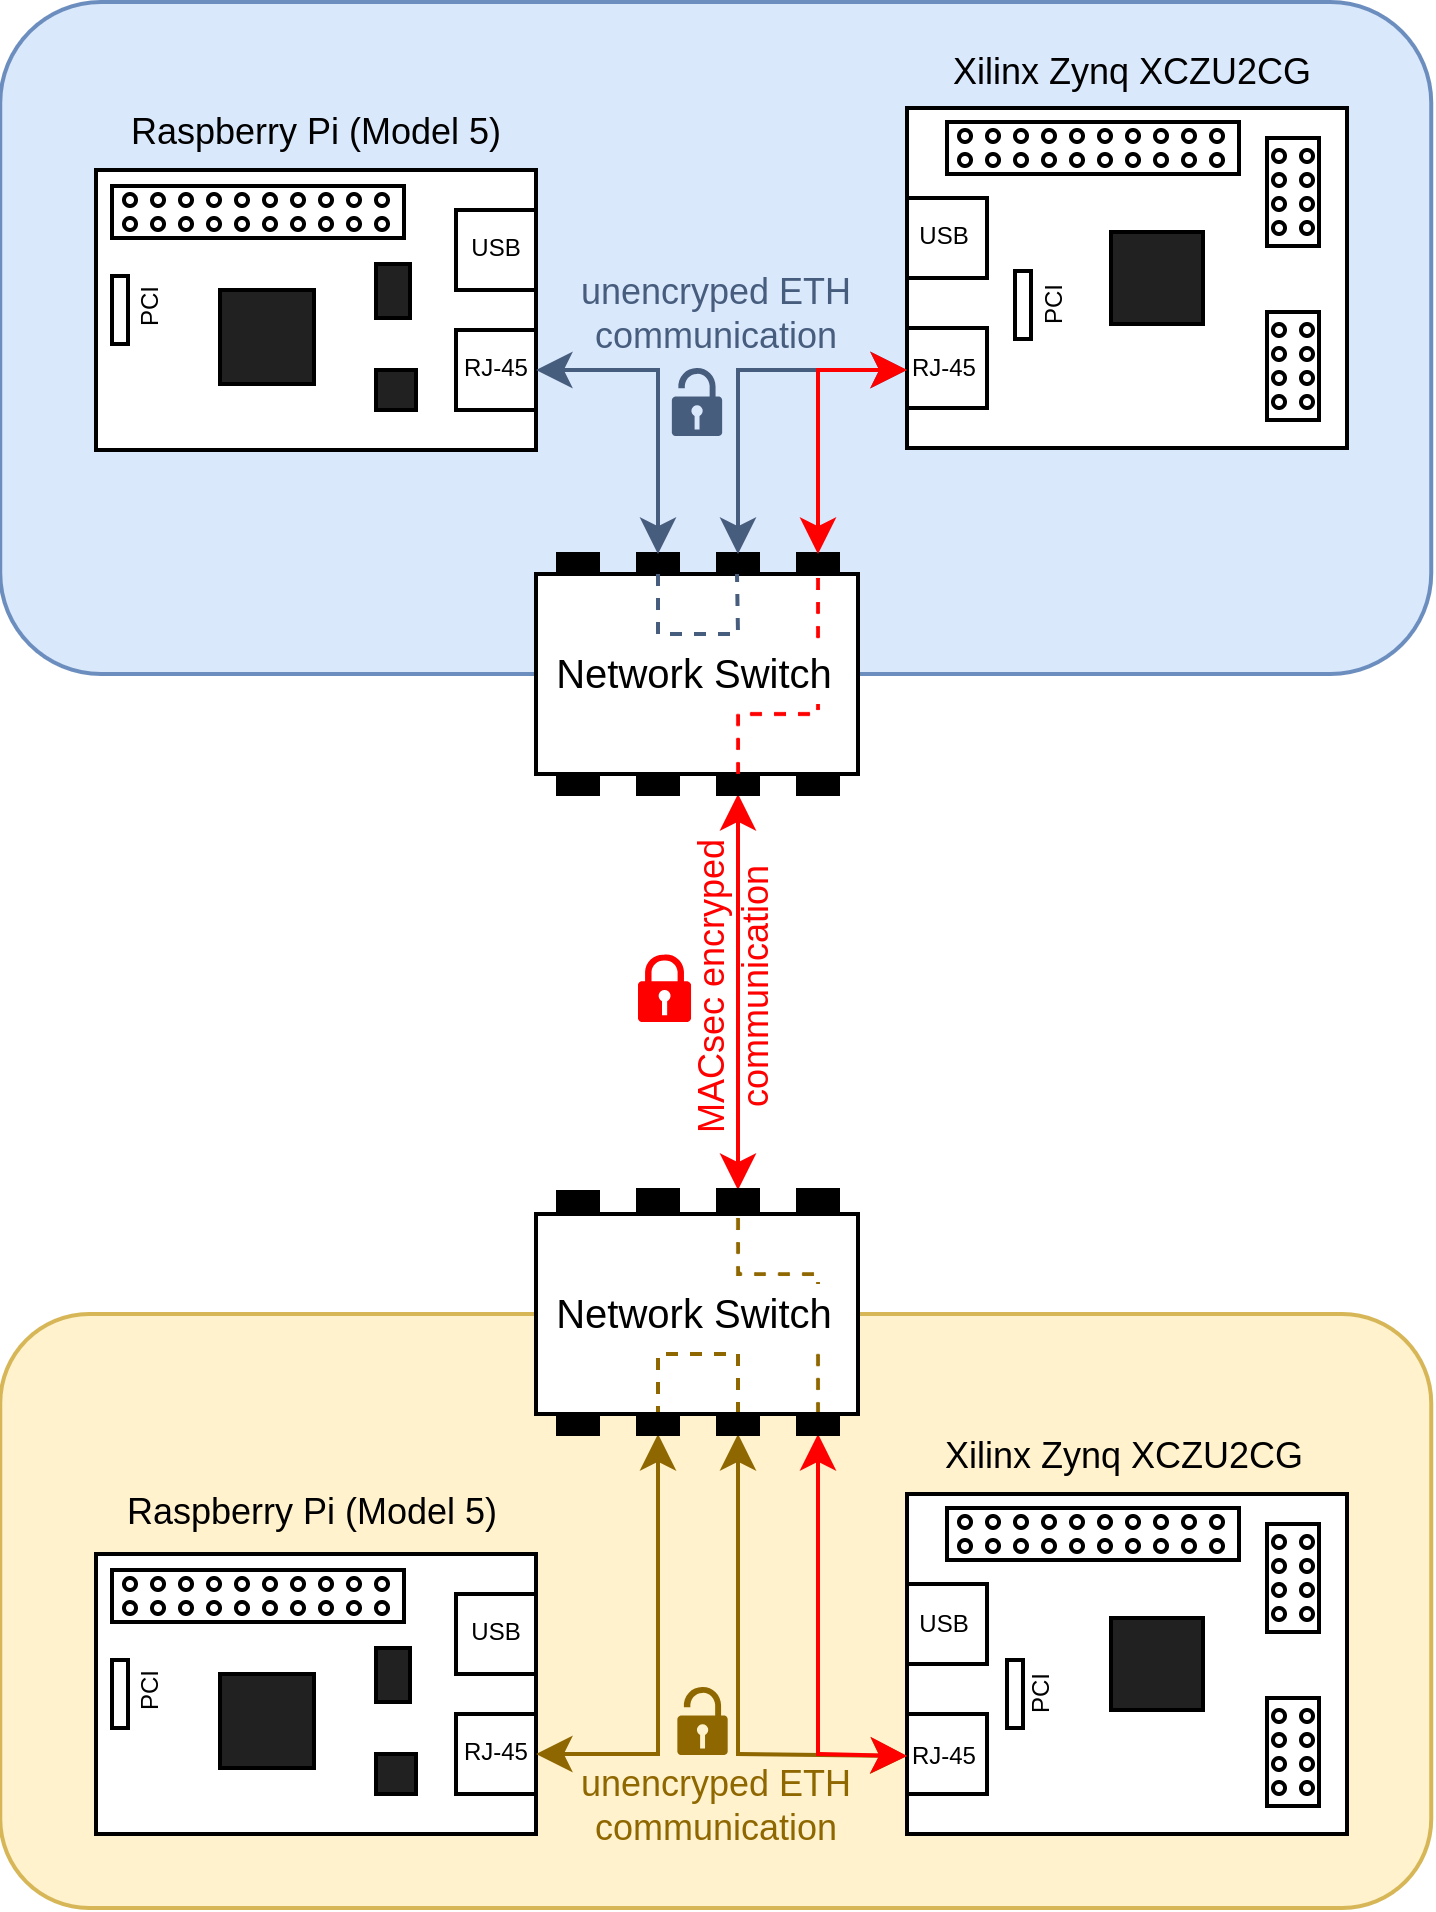 Xilinx Zynq XCZU2CG
Raspberry Pi (Model 5)
USB
USB
PCI
PCI
unencryped ETH
communication
RJ-45
RJ-45
Network Switch
MACsec encryped
communication
Network Switch
Xilinx Zynq XCZU2CG
Raspberry Pi (Model 5)
USB
USB
PCI
PCI
RJ-45
RJ-45
unencryped ETH
communication